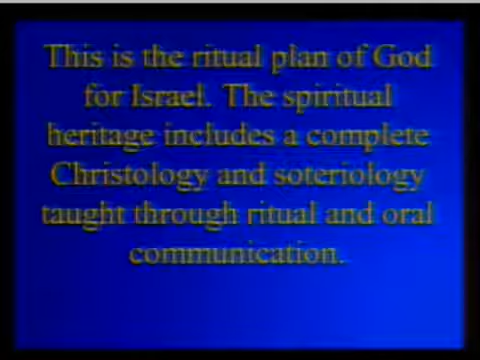 This is the ritual plan of God
for Israel. The spiritual
heritage includes a complete
Christology and soteriology
taught through ritual and oral
communication.